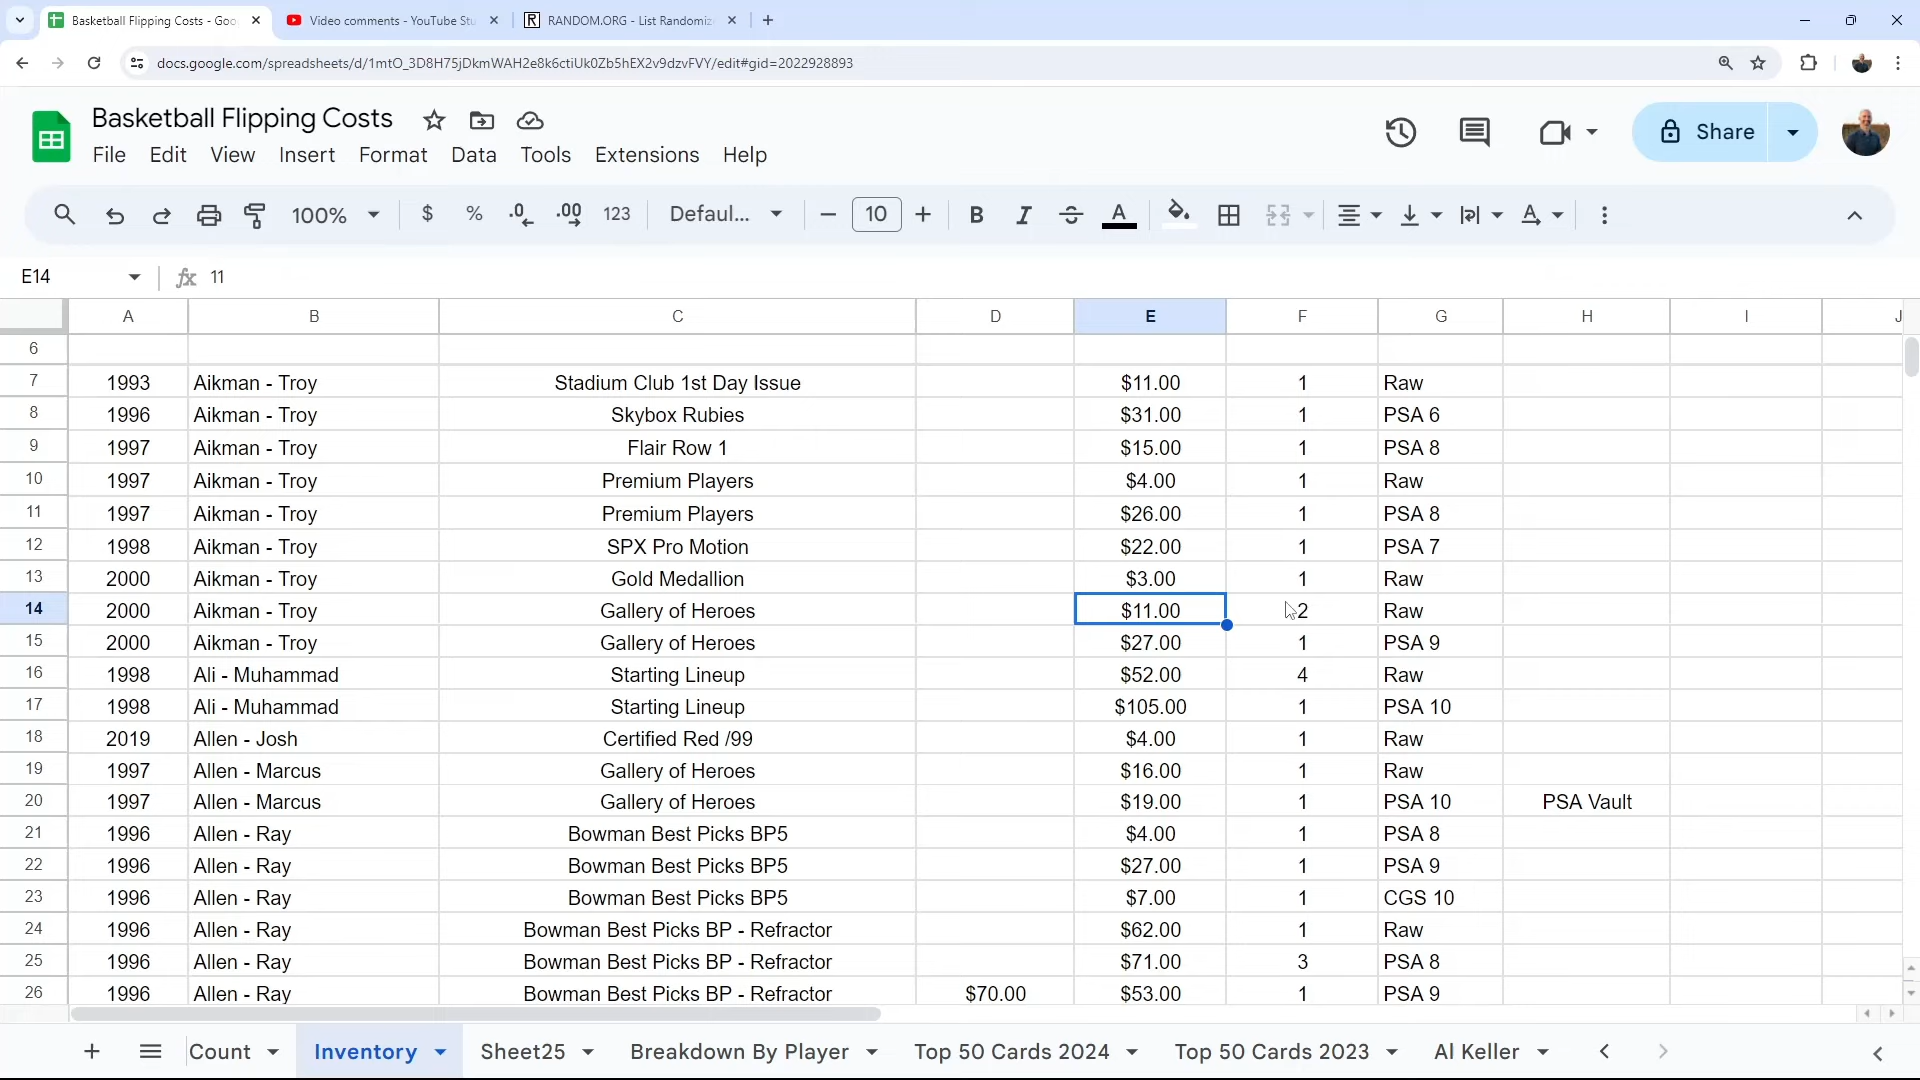 Basketball Flipping Costs - Goo
Video comments - YouTube Stu
RANDOM.ORG - List Randomiz
docs.google.com/spreadsheets/d/1mtO_3D8H75jDkmWAH2e8k6ctiUk0Zb5hEX2v9dzvFVY/edit#gid=2022928893
Basketball Flipping Costs
File Edit View Insert Format Data Tools Extensions Help
Share
100% $ % .0 .00 123 Defaul... 10 B I S A A
E14 fx 11
A B C D E F G H I J
6
7 1993 Aikman - Troy Stadium Club 1st Day Issue $11.00 1 Raw
8 1996 Aikman - Troy Skybox Rubies $31.00 1 PSA 6
9 1997 Aikman - Troy Flair Row 1 $15.00 1 PSA 8
10 1997 Aikman - Troy Premium Players $4.00 1 Raw
11 1997 Aikman - Troy Premium Players $26.00 1 PSA 8
12 1998 Aikman - Troy SPX Pro Motion $22.00 1 PSA 7
13 2000 Aikman - Troy Gold Medallion $3.00 1 Raw
14 2000 Aikman - Troy Gallery of Heroes $11.00 2 Raw
15 2000 Aikman - Troy Gallery of Heroes $27.00 1 PSA 9
16 1998 Ali - Muhammad Starting Lineup $52.00 4 Raw
17 1998 Ali - Muhammad Starting Lineup $105.00 1 PSA 10
18 2019 Allen - Josh Certified Red /99 $4.00 1 Raw
19 1997 Allen - Marcus Gallery of Heroes $16.00 1 Raw
20 1997 Allen - Marcus Gallery of Heroes $19.00 1 PSA 10 PSA Vault
21 1996 Allen - Ray Bowman Best Picks BP5 $4.00 1 PSA 8
22 1996 Allen - Ray Bowman Best Picks BP5 $27.00 1 PSA 9
23 1996 Allen - Ray Bowman Best Picks BP5 $7.00 1 CGS 10
24 1996 Allen - Ray Bowman Best Picks BP - Refractor $62.00 1 Raw
25 1996 Allen - Ray Bowman Best Picks BP - Refractor $71.00 3 PSA 8
26 1996 Allen - Ray Bowman Best Picks BP - Refractor $70.00 $53.00 1 PSA 9
Count Inventory Sheet25 Breakdown By Player Top 50 Cards 2024 Top 50 Cards 2023 Al Keller